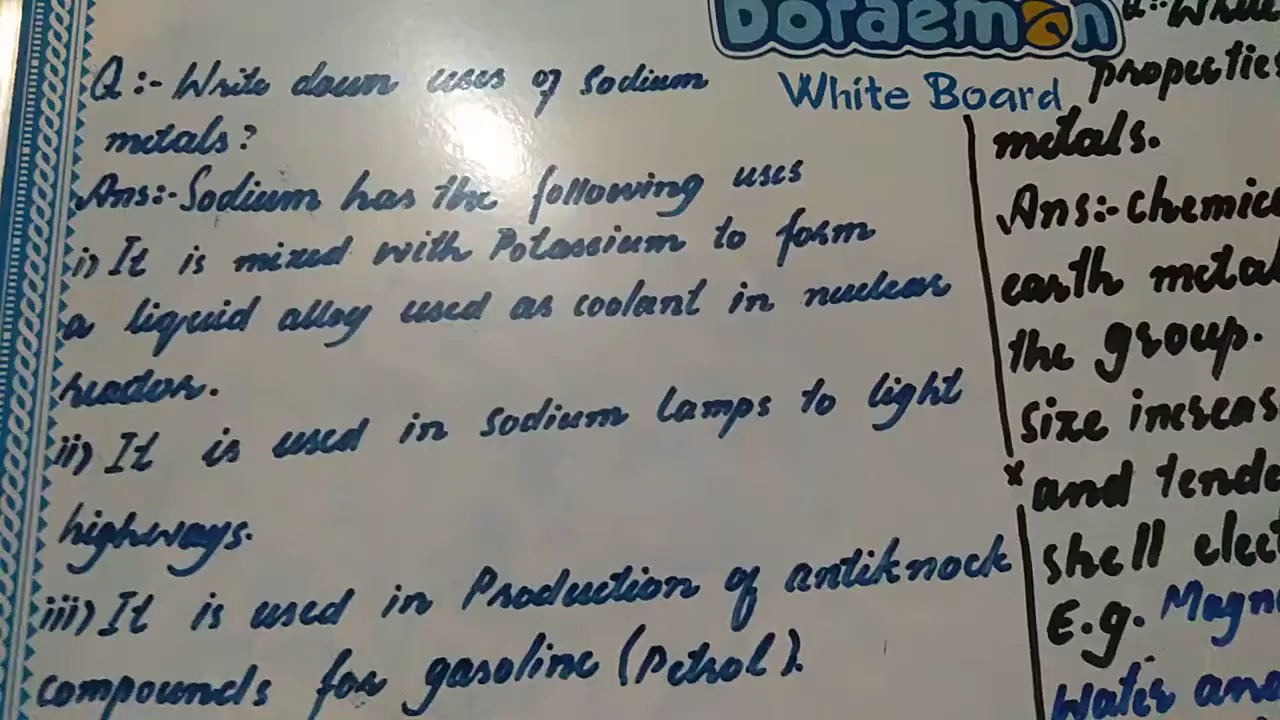 Doraemon
White Board
Q:- Write down uses of Sodium
metals?
Ans:- Sodium has the following uses
i) It is mixed with Potassium to form
a liquid alloy used as coolant in nuclear
reactor.
ii) It is used in sodium lamps to light
highways.
iii) It is used in Production of antiknock
compounds for gasoline (Petrol).
properties
metals.
Ans:- Chemic
earth metal
the group.
Size increas
* and tende
shell elect
E.g. Magn
Water and